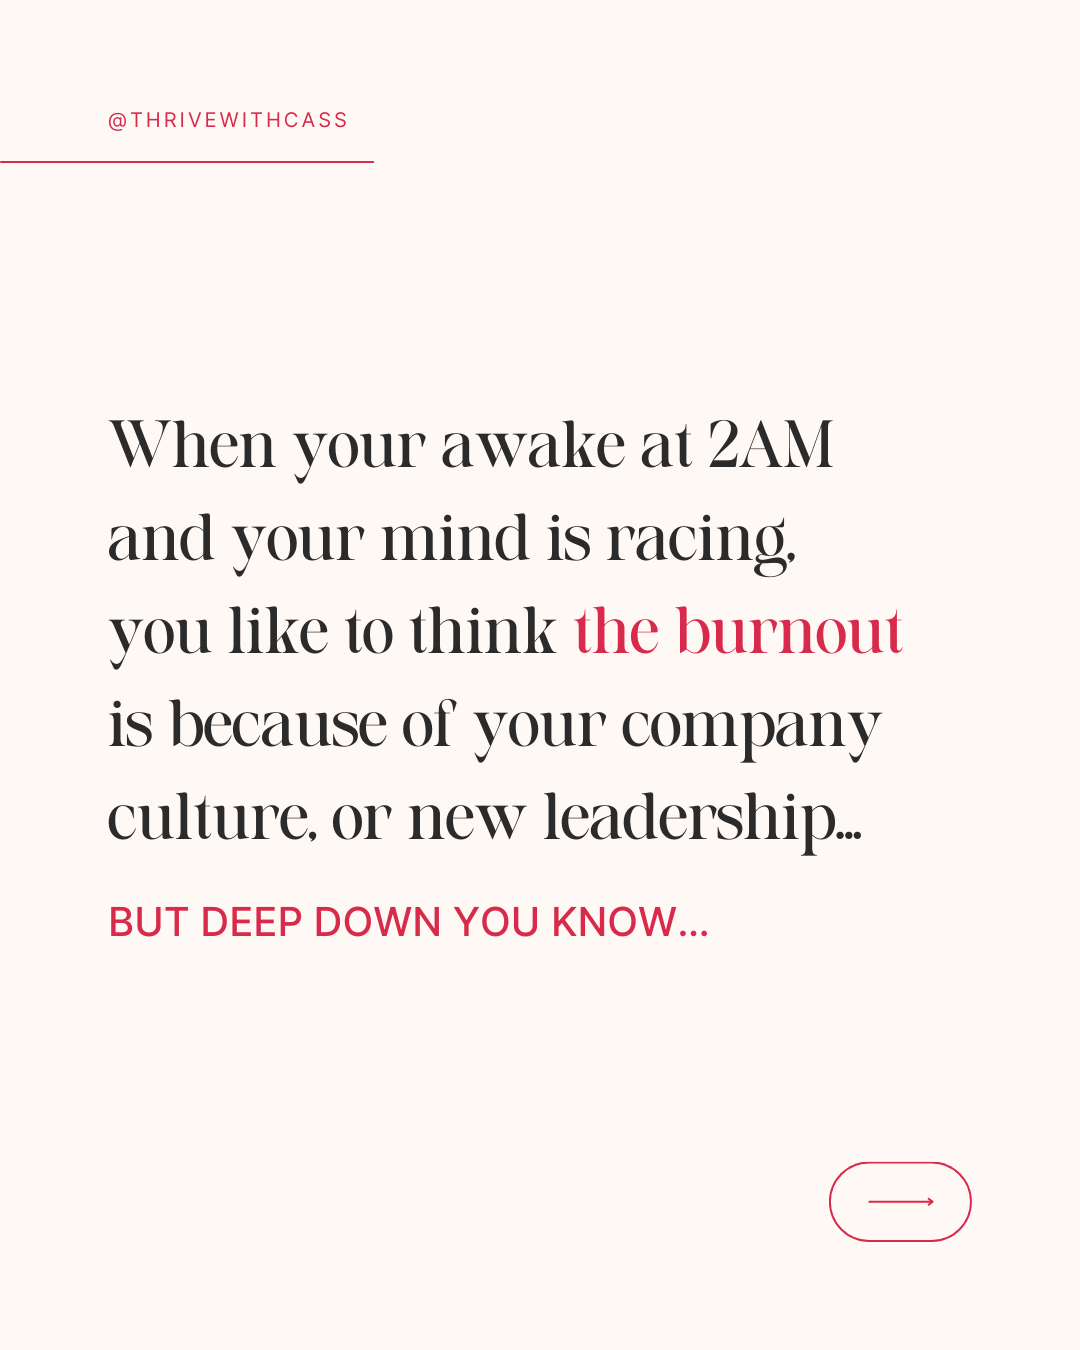 @THRIVEWITHCASS
When your awake at 2AM
and your mind is racing,
you like to think the burnout
is because of your company
culture, or new leadership...
BUT DEEP DOWN YOU KNOW...